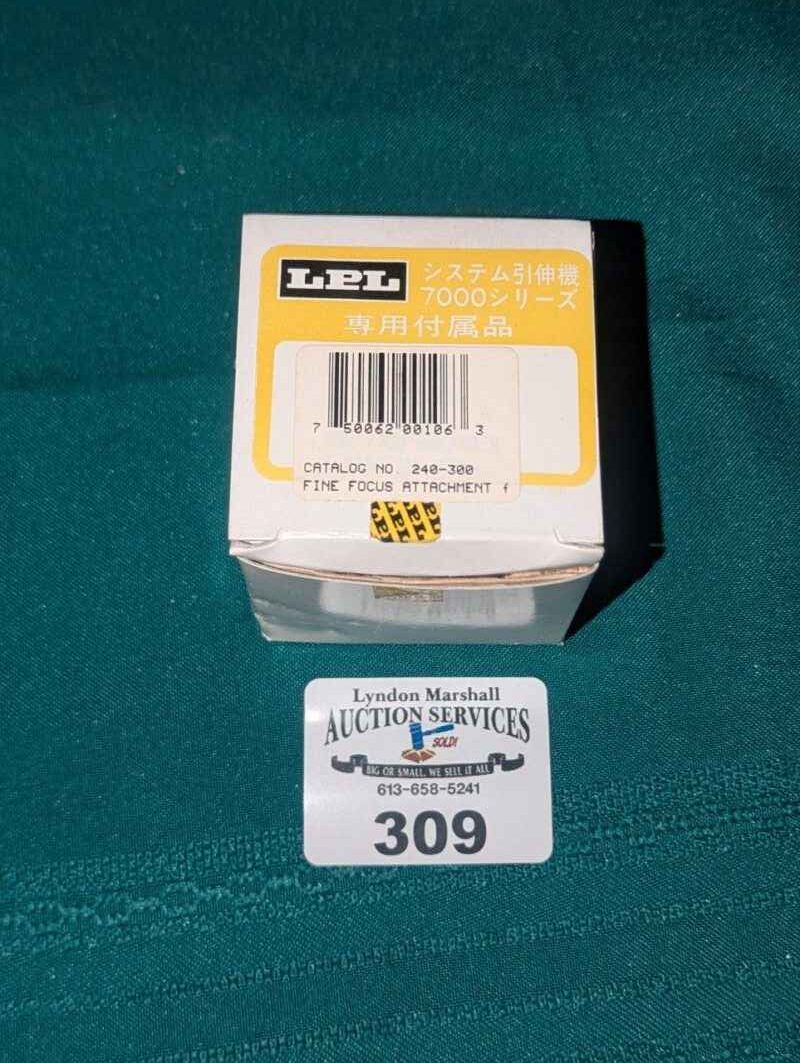 LPL
システム引伸機
7000シリーズ
専用付属品
7 50062 00106 3
CATALOG NO. 240-300
FINE FOCUS ATTACHMENT f
LPL
Lyndon Marshall
AUCTION SERVICES
SOLD!
BIG OR SMALL, WE SELL IT ALL
613-658-5241
309